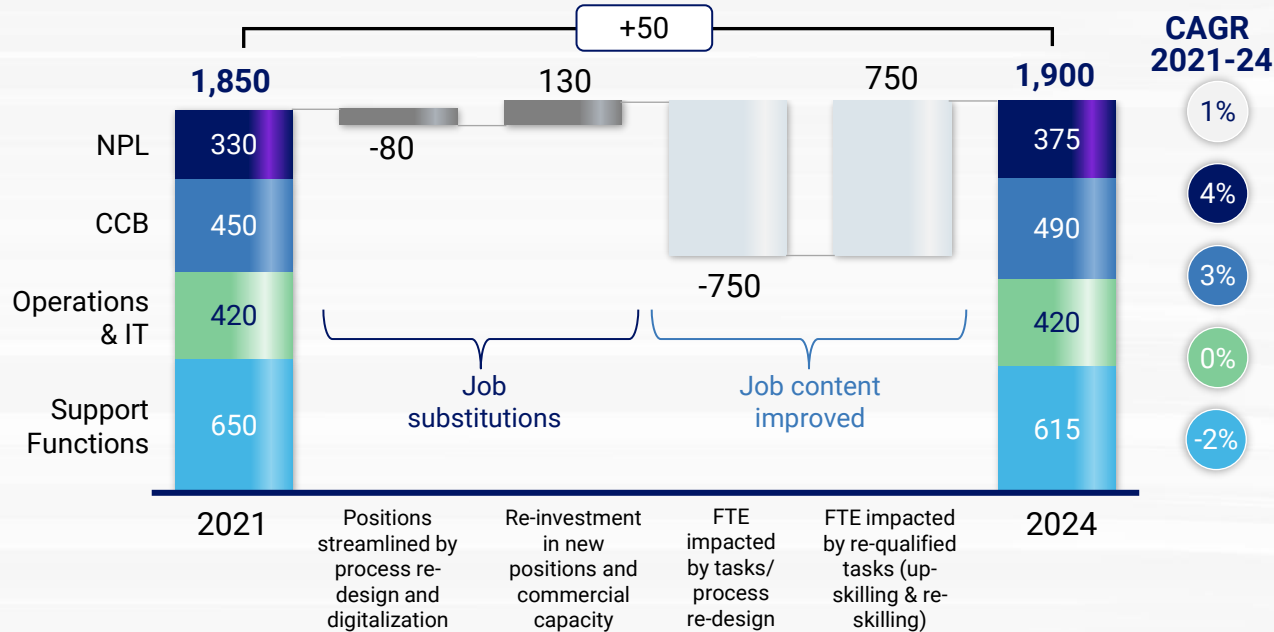 +50
CAGR
2021-24
1,850
130
750
1,900
1%
NPL
330
-80
375
4%
CCB
450
490
3%
-750
Operations
& IT
420
420
0%
Job
substitutions
Job content
improved
Support
Functions
650
615
-2%
2021
Positions
streamlined by
process re-
design and
digitalization
Re-investment
in new
positions and
commercial
capacity
FTE
impacted
by tasks/
process
re-design
FTE impacted
by re-qualified
tasks (up-
skilling & re-
skilling)
2024